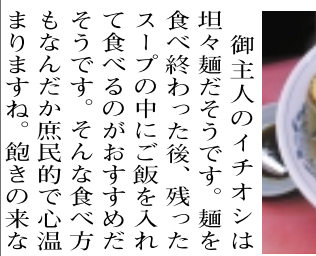 御主人のイチオシは
坦々麺だそうです。麺を
食べ終わった後、残った
スープの中にご飯を入れ
て食べるのがおすすめだ
そうです。そんな食べ方
もなんだか庶民的で心温
まりますね。飽きの来な